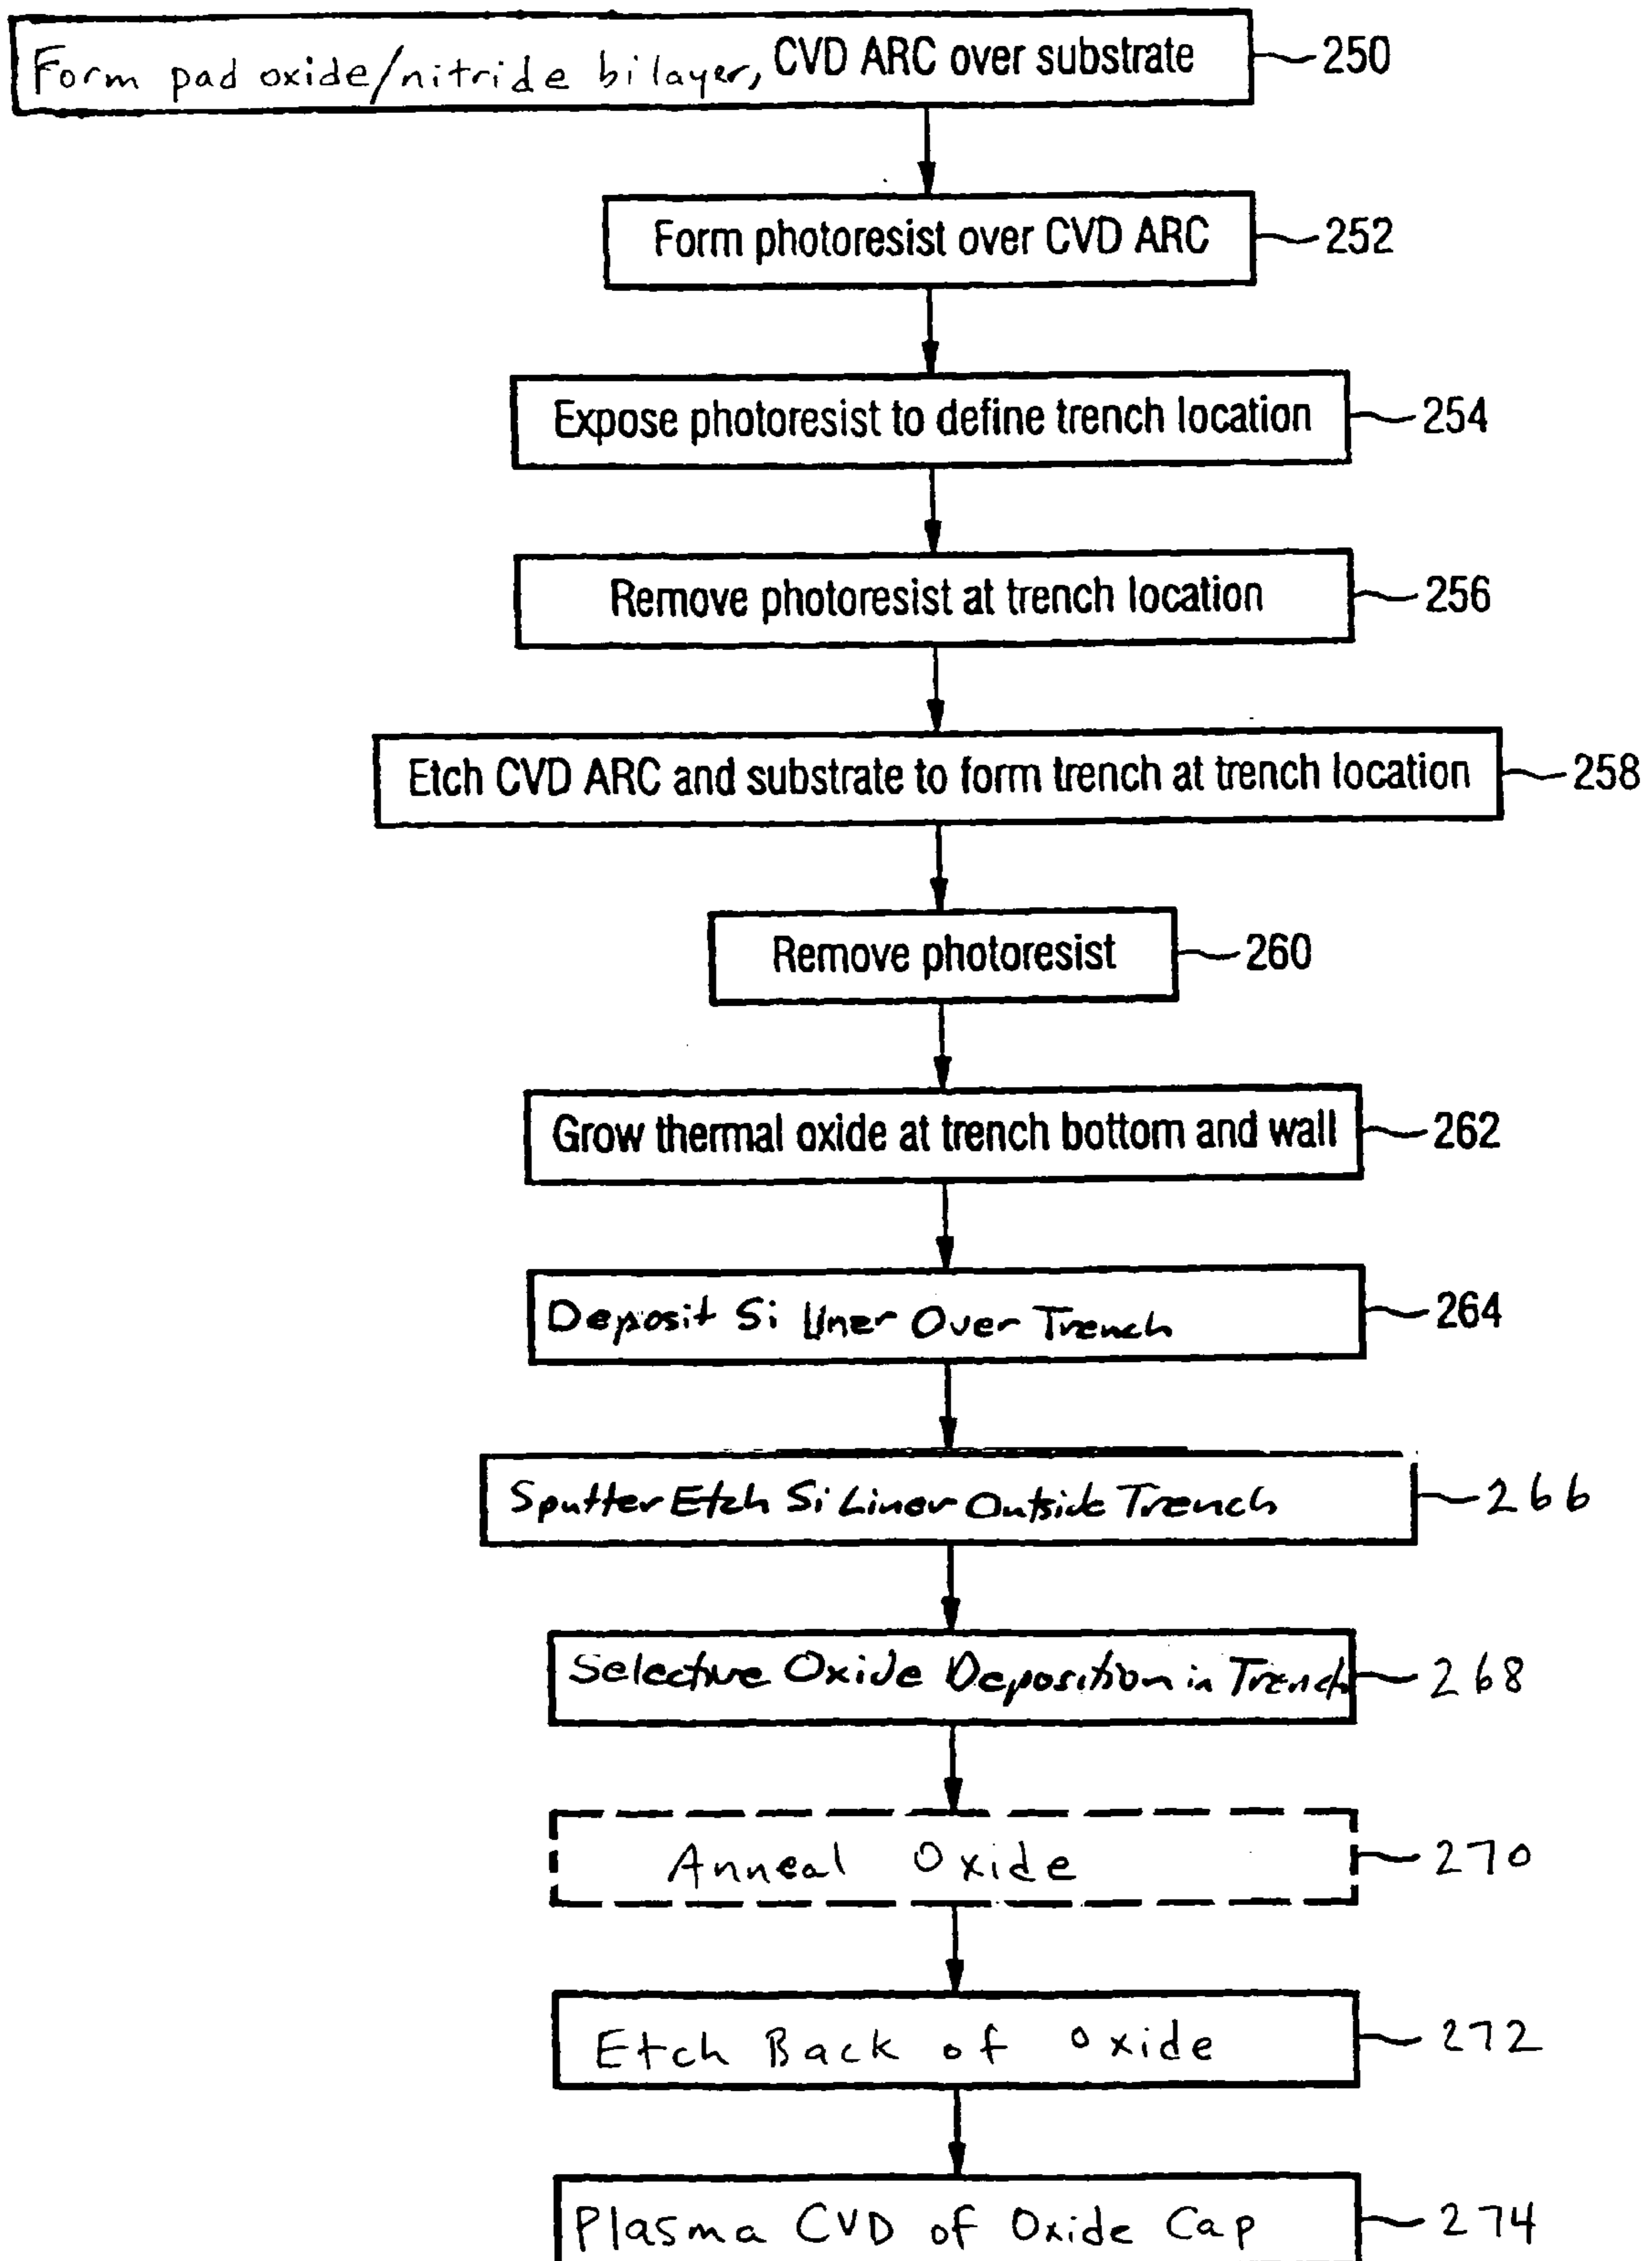 Form pad oxide/nitride bilayer, CVD ARC over substrate 250
Form photoresist over CVD ARC 252
Expose photoresist to define trench location 254
Remove photoresist at trench location 256
Etch CVD ARC and substrate to form trench at trench location 258
Remove photoresist 260
Grow thermal oxide at trench bottom and wall 262
Deposit Si liner Over Trench 264
Sputter Etch Si Liner Outside Trench 266
Selective Oxide Deposition in Trench 268
Anneal Oxide 270
Etch Back of Oxide 272
Plasma CVD of Oxide Cap 274